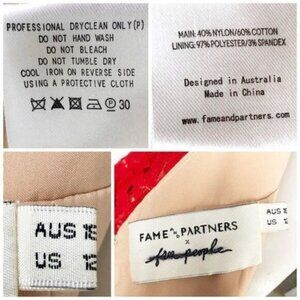 PROFESSIONAL DRYCLEAN ONLY(P)
DO NOT HAND WASH
DO NOT BLEACH
DO NOT TUMBLE DRY
COOL IRON ON REVERSE SIDE
USING A PROTECTIVE CLOTH
P 30
MAIN: 40%NYLON/60%COTTON
LINING: 97%POLYESTER/3%SPANDEX
Designed in Australia
Made in China
www.fameandpartners.com
AUS
US 12
FAME AND PARTNERS
x
free people
AUS
US